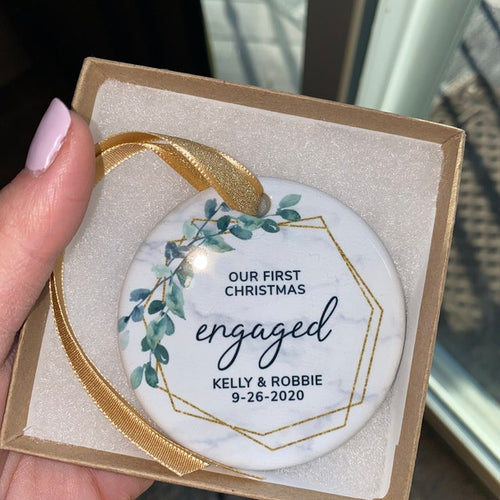 OUR FIRST
CHRISTMAS
engaged
KELLY & ROBBIE
9-26-2020